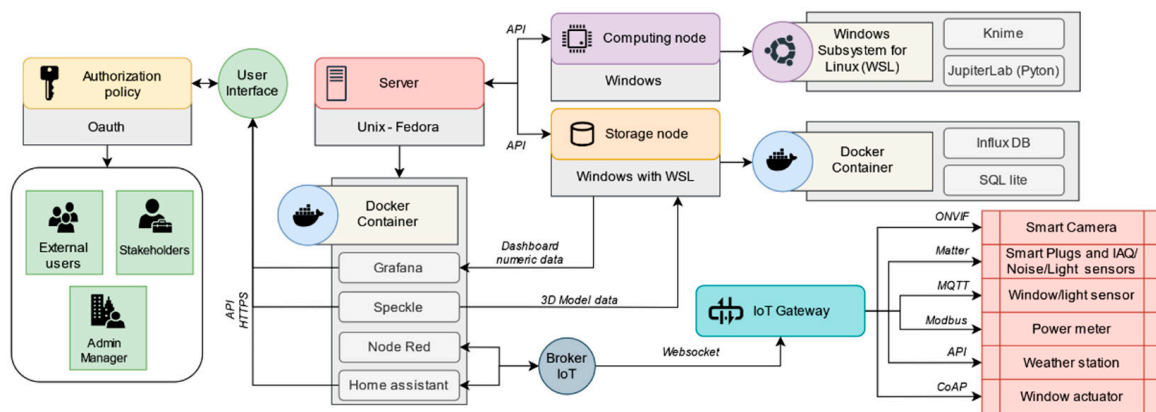 Authorization
policy
Oauth
External
users
Stakeholders
Admin
Manager
User
Interface
API
HTTPS
Server
Unix - Fedora
Docker
Container
Grafana
Speckle
Node Red
Home assistant
API
API
Computing node
Windows
Storage node
Windows with WSL
Windows
Subsystem for
Linux (WSL)
Knime
JupiterLab (Pyton)
Docker
Container
Influx DB
SQL lite
Dashboard
numeric data
3D Model data
Broker
IoT
Websocket
IoT Gateway
ONVIF
Smart Camera
Matter
Smart Plugs and IAQ/
Noise/Light sensors
MQTT
Window/light sensor
Modbus
Power meter
API
Weather station
CoAP
Window actuator